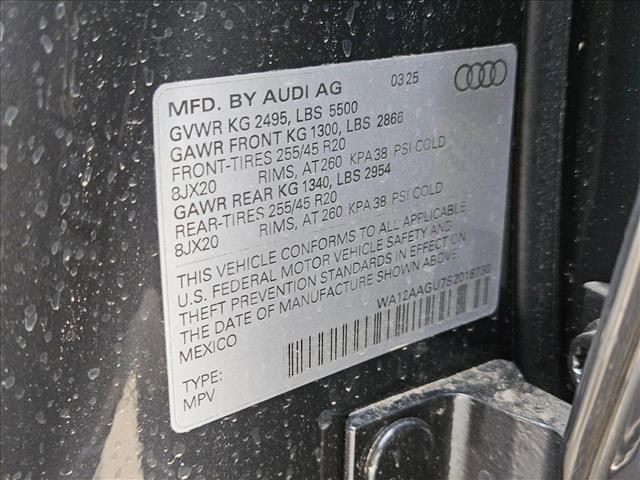 MFD. BY AUDI AG 0325
GVWR KG 2495, LBS 5500
GAWR FRONT KG 1300, LBS 2866
FRONT-TIRES 255/45 R20
8JX20 RIMS, AT 260 KPA 38 PSI COLD
GAWR REAR KG 1340, LBS 2954
REAR-TIRES 255/45 R20
8JX20 RIMS, AT 260 KPA 38 PSI COLD
THIS VEHICLE CONFORMS TO ALL APPLICABLE
U.S. FEDERAL MOTOR VEHICLE SAFETY AND
THEFT PREVENTION STANDARDS IN EFFECT ON
THE DATE OF MANUFACTURE SHOWN ABOVE.
MEXICO
WA12AAGU7S2018730
TYPE:
MPV